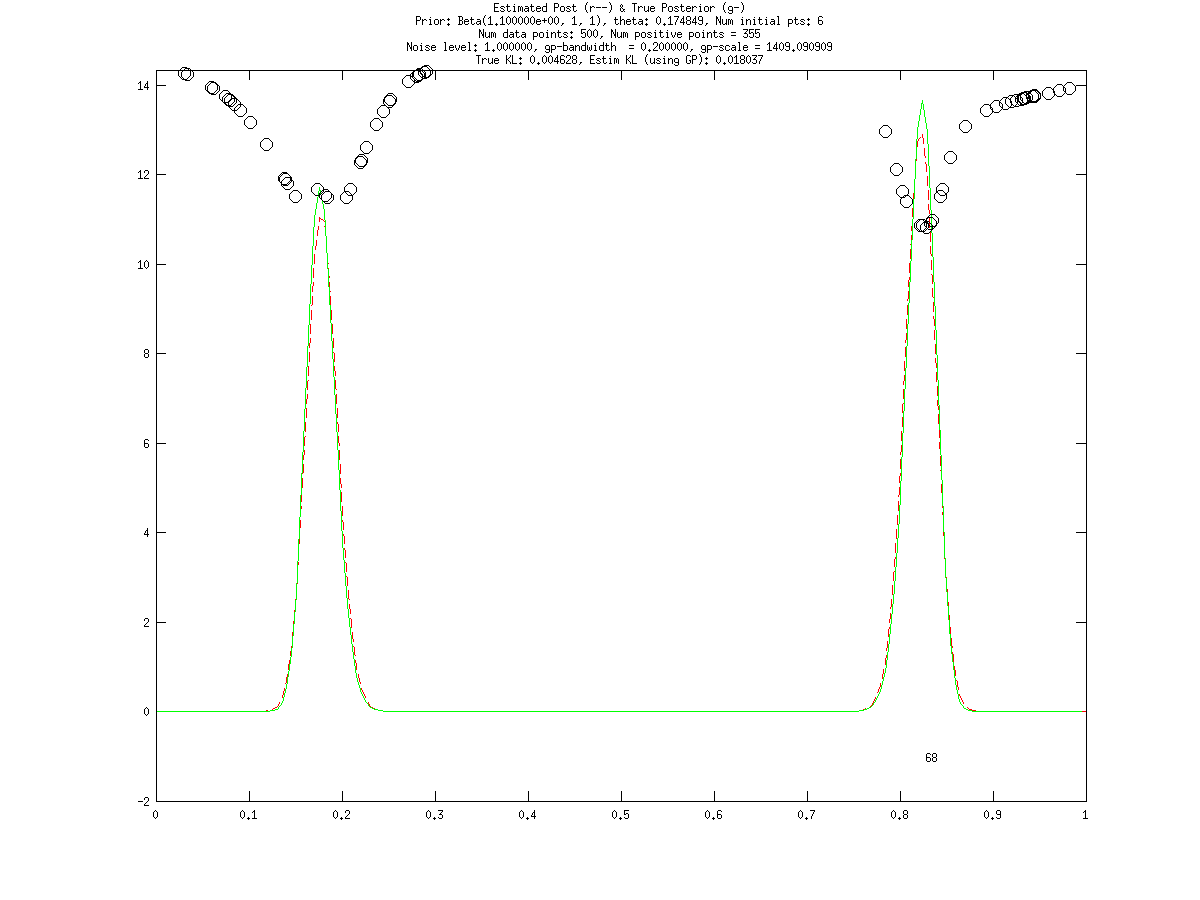 Estimated Post (r--) & True Posterior (g-)
Prior: Beta(1.100000e+00, 1, 1), theta: 0.174849, Num initial pts: 6
Num data points: 500, Num positive points = 355
Noise level: 1.000000, gp-bandwidth  = 0.200000, gp-scale = 1409.090909
True KL: 0.004628, Estim KL (using GP): 0.018037
14
12
10
8
6
4
2
0
68
-2
0 0.1 0.2 0.3 0.4 0.5 0.6 0.7 0.8 0.9 1